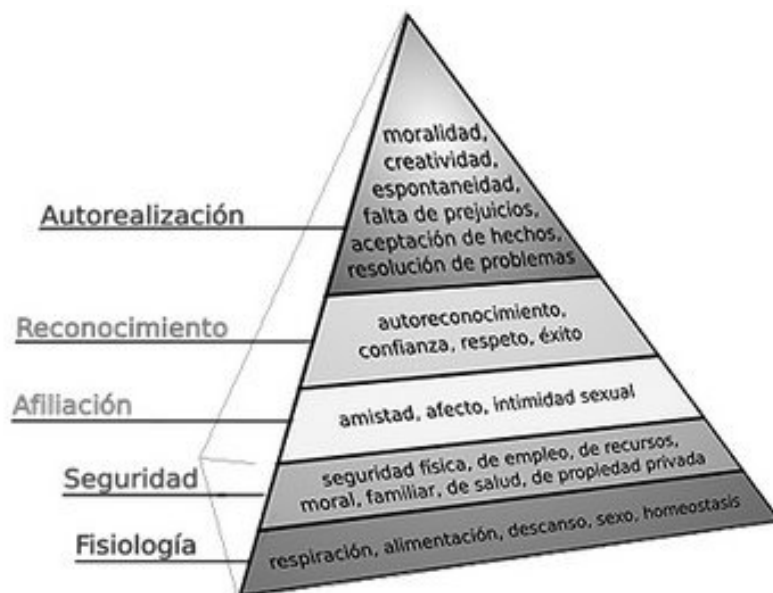 moralidad,
creatividad,
espontaneidad,
falta de prejuicios,
aceptación de hechos,
resolución de problemas
Autorealización
autoreconocimiento,
confianza, respeto, éxito
Reconocimiento
amistad, afecto, intimidad sexual
Afiliación
seguridad física, de empleo, de recursos,
moral, familiar, de salud, de propiedad privada
Seguridad
respiración, alimentación, descanso, sexo, homeostasis
Fisiología